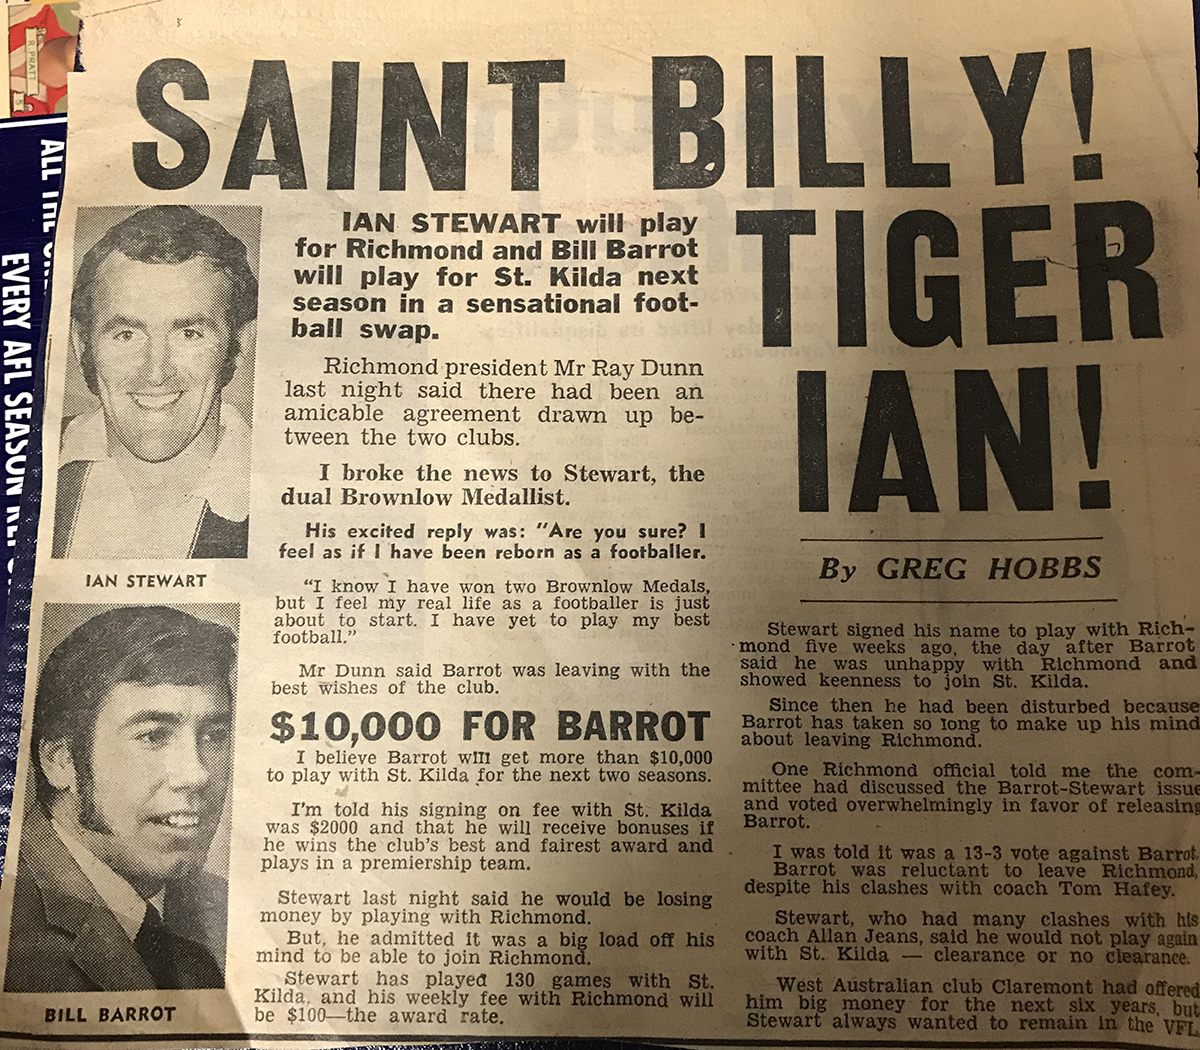 R. PRATT
5
ALL THE
EVERY AFL SEASON
SAINT BILLY!
TIGER
IAN!
By GREG HOBBS
IAN STEWART
BILL BARROT
IAN STEWART will play
for Richmond and Bill Barrot
will play for St. Kilda next
season in a sensational foot-
ball swap.
Richmond president Mr Ray Dunn
last night said there had been an
amicable agreement drawn up be-
tween the two clubs.
I broke the news to Stewart, the
dual Brownlow Medallist.
His excited reply was: "Are you sure? I
feel as if I have been reborn as a footballer.
"I know I have won two Brownlow Medals,
but I feel my real life as a footballer is just
about to start. I have yet to play my best
football."
Mr Dunn said Barrot was leaving with the
best wishes of the club.
$10,000 FOR BARROT
I believe Barrot will get more than $10,000
to play with St. Kilda for the next two seasons.
I'm told his signing on fee with St. Kilda
was $2000 and that he will receive bonuses if
he wins the club's best and fairest award and
plays in a premiership team.
Stewart last night said he would be losing
money by playing with Richmond.
But, he admitted it was a big load off his
mind to be able to join Richmond.
Stewart has played 130 games with St.
Kilda, and his weekly fee with Richmond will
be $100—the award rate.
Stewart signed his name to play with Rich-
mond five weeks ago, the day after Barrot
said he was unhappy with Richmond and
showed keenness to join St. Kilda.
Since then he had been disturbed because
Barrot has taken so long to make up his mind
about leaving Richmond.
One Richmond official told me the com-
mittee had discussed the Barrot-Stewart issue
and voted overwhelmingly in favor of releasing
Barrot.
I was told it was a 13-3 vote against Barrot.
Barrot was reluctant to leave Richmond,
despite his clashes with coach Tom Hafey.
Stewart, who had many clashes with his
coach Allan Jeans, said he would not play again
with St. Kilda — clearance or no clearance.
West Australian club Claremont had offered
him big money for the next six years, but
Stewart always wanted to remain in the VFL